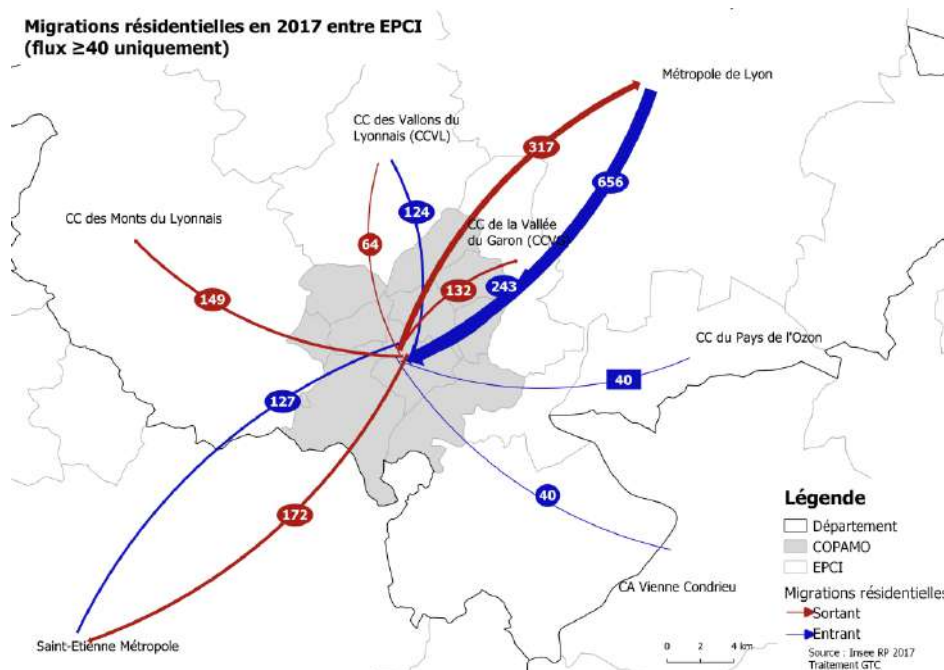 Migrations résidentielles en 2017 entre EPCI
(flux ≥40 uniquement)
Métropole de Lyon
CC des Vallons du
Lyonnais (CCVL)
317
656
124
CC des Monts du Lyonnais
CC de la Vallée
du Garon (CCVG)
64
149
132
243
CC du Pays de l'Ozon
40
127
40
172
Légende
Département
COPAMO
EPCI
CA Vienne Condrieu
Migrations résidentielles
Sortant
Entrant
Saint-Etienne Métropole
0 2 4 km
Source : Insee RP 2017
Traitement GTC